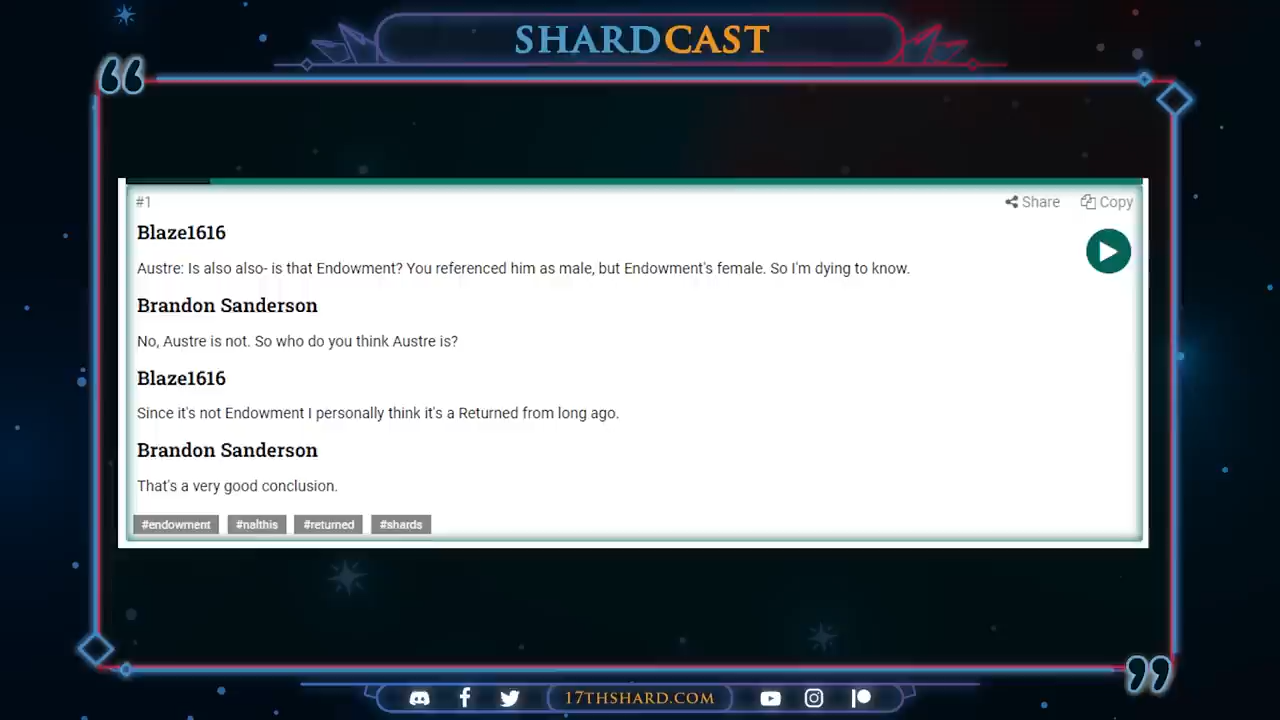 SHARDCAST
“
#1
Share
Copy
Blaze1616
Austre: Is also also- is that Endowment? You referenced him as male, but Endowment's female. So I'm dying to know.
Brandon Sanderson
No, Austre is not. So who do you think Austre is?
Blaze1616
Since it's not Endowment I personally think it's a Returned from long ago.
Brandon Sanderson
That's a very good conclusion.
#endowment #nalthis #returned #shards
”
17THSHARD.COM